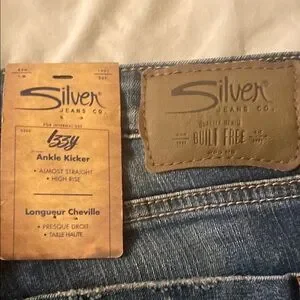 Silver
JEANS CO.
Izzy
Ankle Kicker
• ALMOST STRAIGHT
• HIGH RISE
Longueur Cheville
• PRESQUE DROIT
• TAILLE HAUTE
Silver
JEANS CO.
BUILT FREE